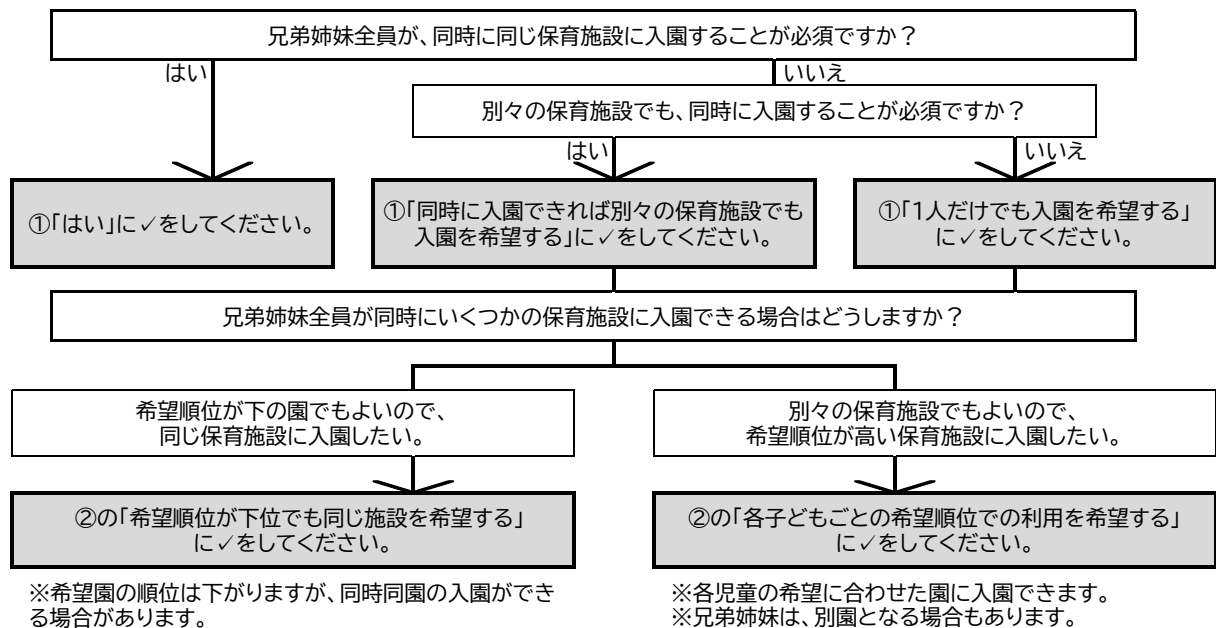 兄弟姉妹全員が、同時に同じ保育施設に入園することが必須ですか？
はい
いいえ
別々の保育施設でも、同時に入園することが必須ですか？
はい
いいえ
①「はい」に✓をしてください。
①「同時に入園できれば別々の保育施設でも
入園を希望する」に✓をしてください。
①「1人だけでも入園を希望する」
に✓をしてください。
兄弟姉妹全員が同時にいくつかの保育施設に入園できる場合はどうしますか？
希望順位が下の園でもよいので、
同じ保育施設に入園したい。
別々の保育施設でもよいので、
希望順位が高い保育施設に入園したい。
②の「希望順位が下位でも同じ施設を希望する」
に✓をしてください。
②の「各子どもごとの希望順位での利用を希望する」
に✓をしてください。
※希望園の順位は下がりますが、同時同園の入園ができ
る場合があります。
※各児童の希望に合わせた園に入園できます。
※兄弟姉妹は、別園となる場合もあります。